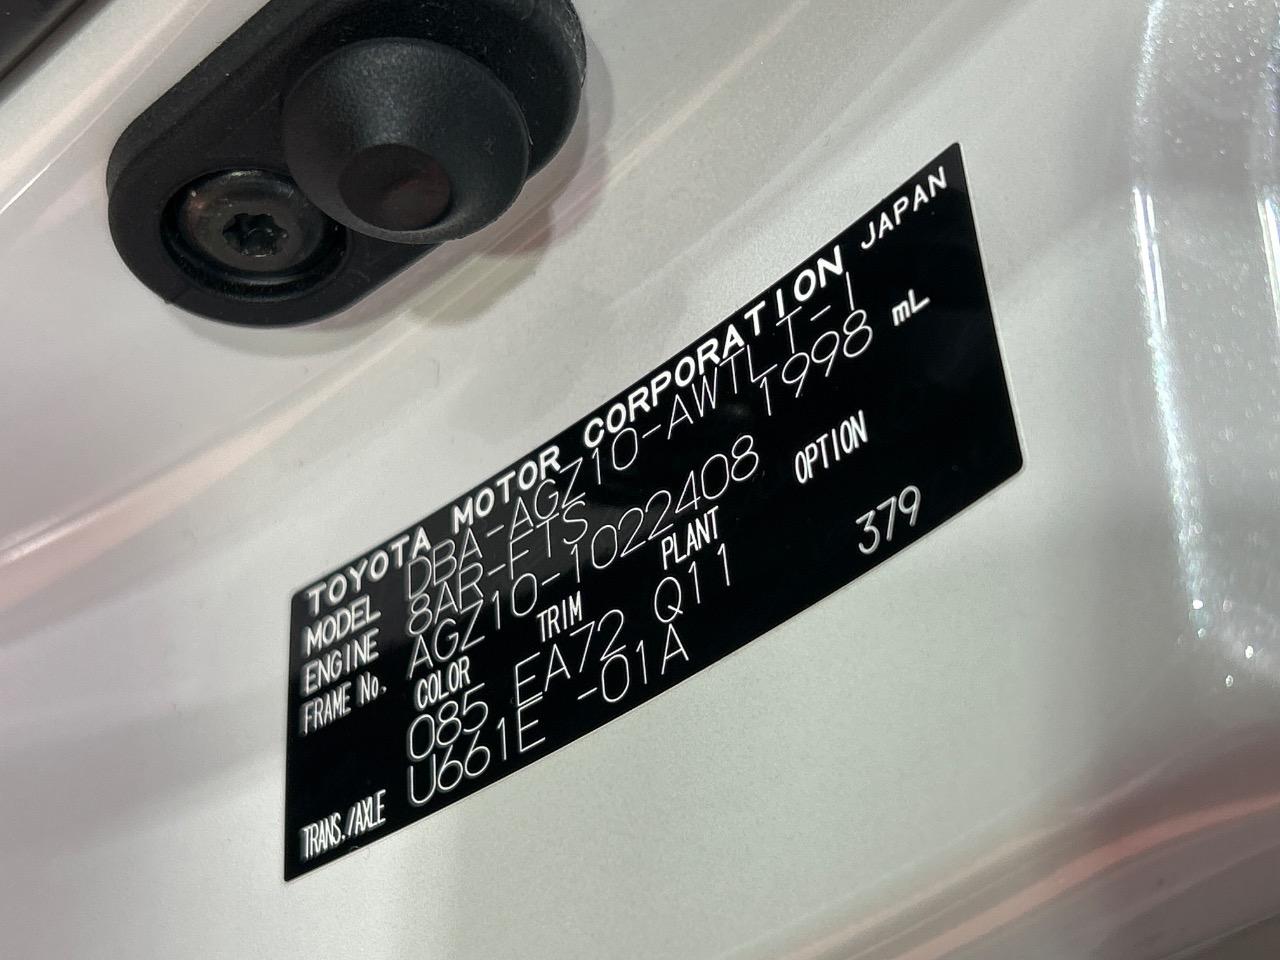 TOYOTA MOTOR CORPORATION JAPAN
MODEL DBA-AGZ10-AWTLT-1
ENGINE 8AR-FTS 1998 mL
FRAME No. AGZ10-1022408
COLOR TRIM PLANT OPTION
085 EA72 Q11 379
TRANS./AXLE U661E -01A